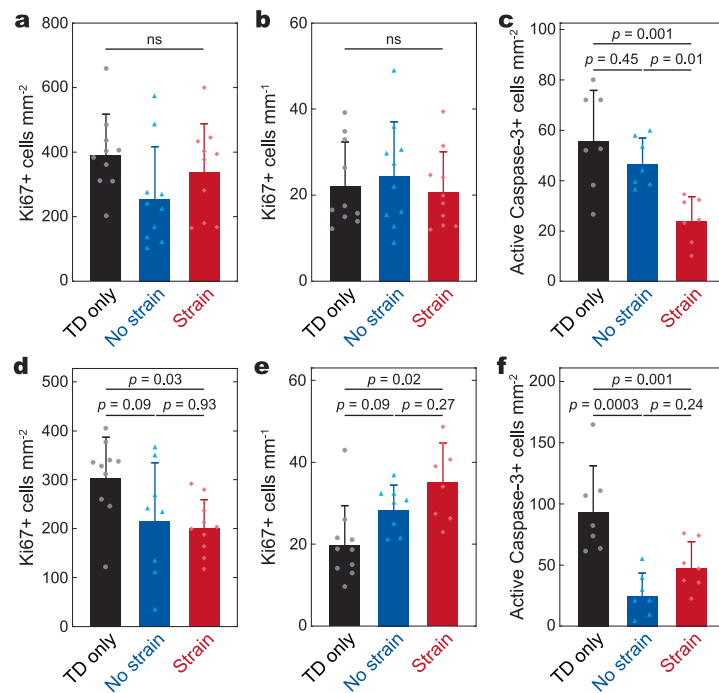 a
Ki67+ cells mm-2
800
600
400
200
0
ns
TD only
No strain
Strain
b
Ki67+ cells mm-1
60
40
20
0
ns
TD only
No strain
Strain
c
Active Caspase-3+ cells mm-2
100
80
60
40
20
0
p = 0.001
p = 0.45
p = 0.01
TD only
No strain
Strain
d
Ki67+ cells mm-2
500
400
300
200
100
0
p = 0.03
p = 0.09
p = 0.93
TD only
No strain
Strain
e
Ki67+ cells mm-1
60
40
20
0
p = 0.02
p = 0.09
p = 0.27
TD only
No strain
Strain
f
Active Caspase-3+ cells mm-2
200
150
100
50
0
p = 0.001
p = 0.0003
p = 0.24
TD only
No strain
Strain